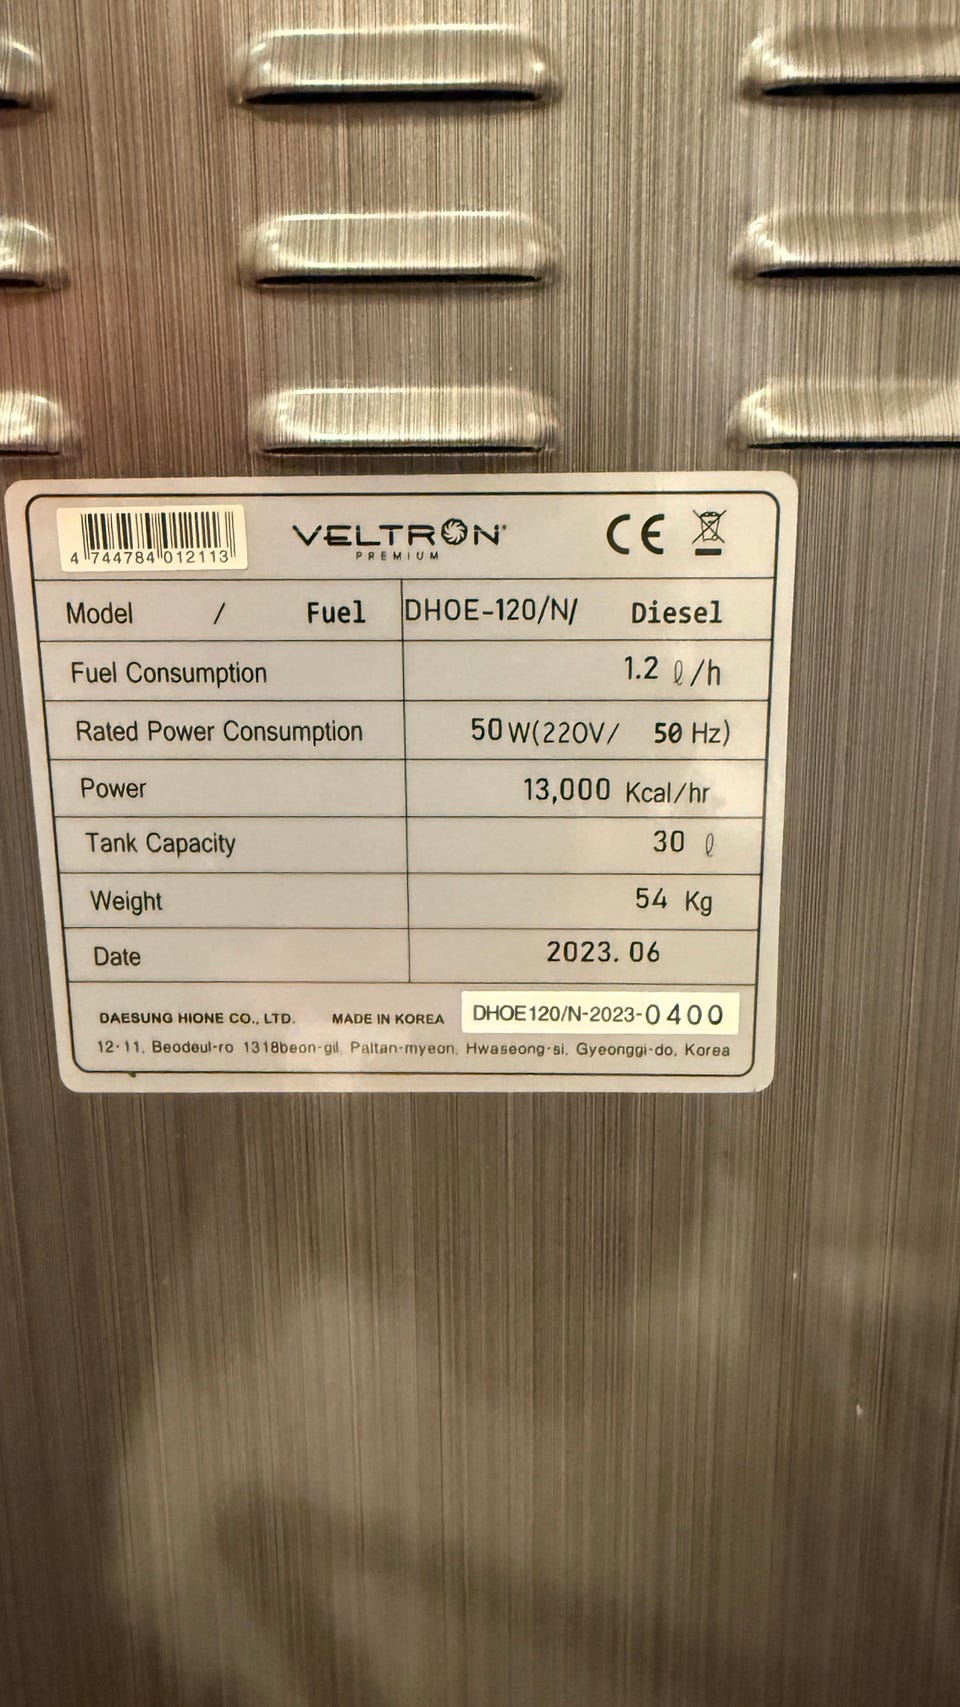 4 744784 012113
VELTRON
PREMIUM
CE
Model / Fuel DHOE-120/N/ Diesel
Fuel Consumption 1.2 ℓ/h
Rated Power Consumption 50W(220V/ 50 Hz)
Power 13,000 Kcal/hr
Tank Capacity 30 ℓ
Weight 54 Kg
Date 2023. 06
DAESUNG HIONE CO., LTD. MADE IN KOREA DHOE120/N-2023-0400
12-11, Beodeul-ro 1318beon-gil, Paltan-myeon, Hwaseong-si, Gyeonggi-do, Korea